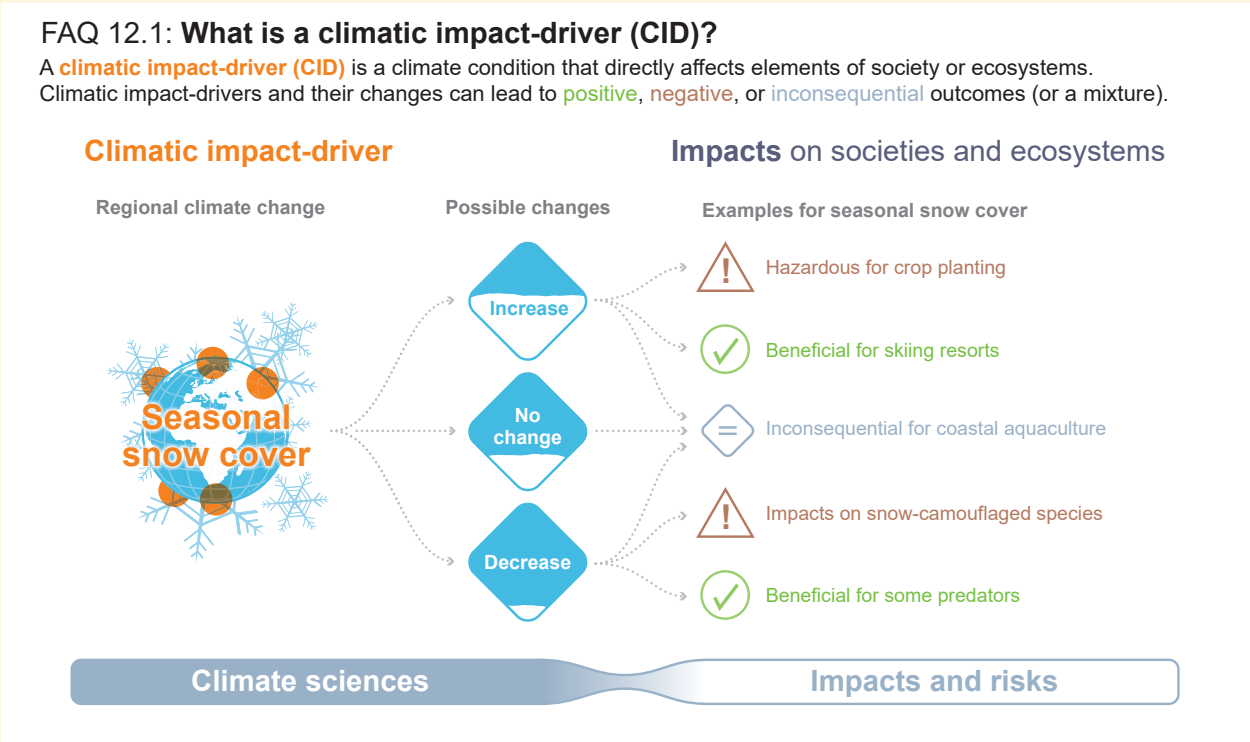 FAQ 12.1: What is a climatic impact-driver (CID)?
A climatic impact-driver (CID) is a climate condition that directly affects elements of society or ecosystems.
Climatic impact-drivers and their changes can lead to positive, negative, or inconsequential outcomes (or a mixture).
Climatic impact-driver
Impacts on societies and ecosystems
Regional climate change
Possible changes
Examples for seasonal snow cover
Seasonal
snow cover
Increase
No
change
Decrease
!
Hazardous for crop planting
Beneficial for skiing resorts
=
Inconsequential for coastal aquaculture
!
Impacts on snow-camouflaged species
Beneficial for some predators
Climate sciences
Impacts and risks